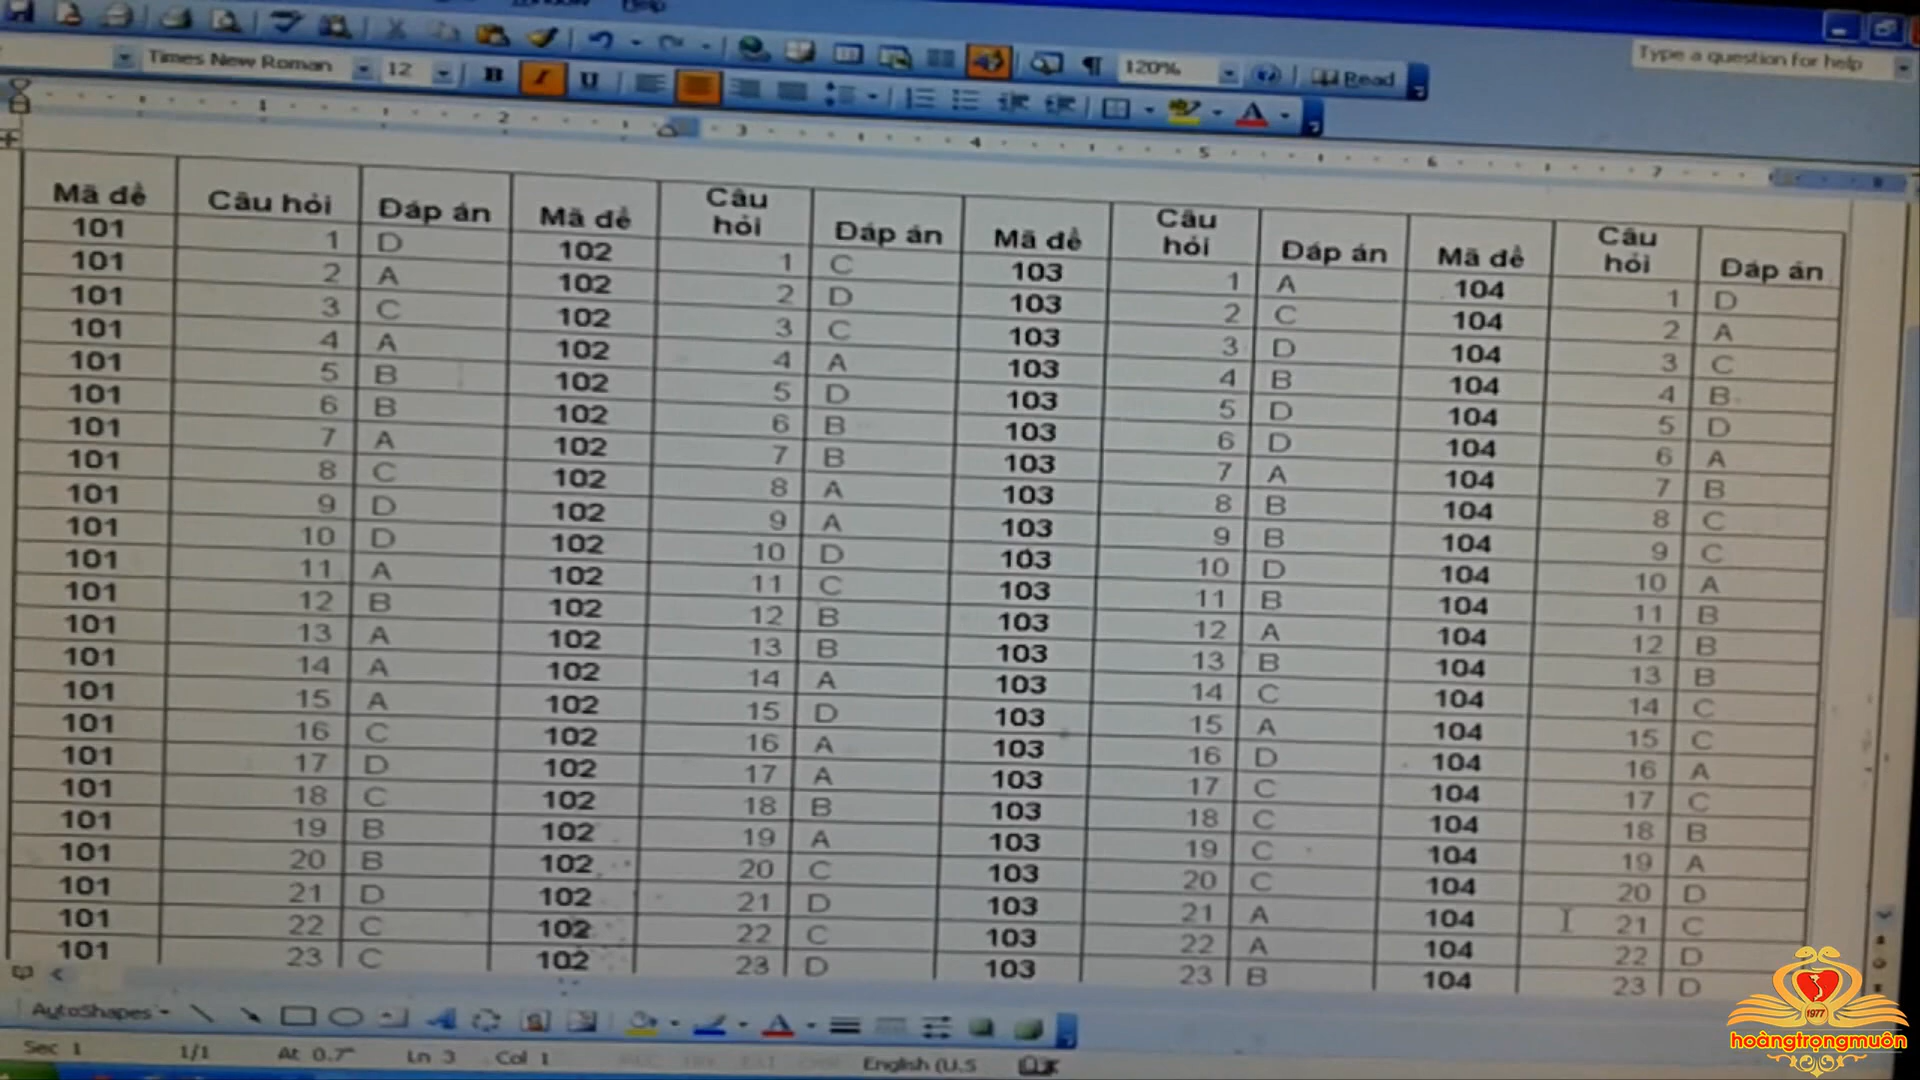 Help
Times New Roman 12 B I U 120% Read
Type a question for help
1 2 3 4 5 6 7 8
Mã đề Câu hỏi Đáp án Mã đề Câu hỏi Đáp án Mã đề Câu hỏi Đáp án Mã đề Câu hỏi Đáp án
101 1 D 102 1 C 103 1 A 104 1 D
101 2 A 102 2 D 103 2 C 104 2 A
101 3 C 102 3 C 103 3 D 104 3 C
101 4 A 102 4 A 103 4 B 104 4 B
101 5 B 102 5 D 103 5 D 104 5 D
101 6 B 102 6 B 103 6 D 104 6 A
101 7 A 102 7 B 103 7 A 104 7 B
101 8 C 102 8 A 103 8 B 104 8 C
101 9 D 102 9 A 103 9 B 104 9 C
101 10 D 102 10 D 103 10 D 104 10 A
101 11 A 102 11 C 103 11 B 104 11 B
101 12 B 102 12 B 103 12 A 104 12 B
101 13 A 102 13 B 103 13 B 104 13 B
101 14 A 102 14 A 103 14 C 104 14 C
101 15 A 102 15 D 103 15 A 104 15 C
101 16 C 102 16 A 103 16 D 104 16 A
101 17 D 102 17 A 103 17 C 104 17 C
101 18 C 102 18 B 103 18 C 104 18 B
101 19 B 102 19 A 103 19 C 104 19 A
101 20 B 102 20 C 103 20 C 104 20 D
101 21 D 102 21 D 103 21 A 104 21 C
101 22 C 102 22 C 103 22 A 104 22 D
101 23 C 102 23 D 103 23 B 104 23 D
AutoShapes
Sec 1 1/1 At 0.7" Ln 3 Col 1 English (U.S
1977
hoàngtrọngmuôn